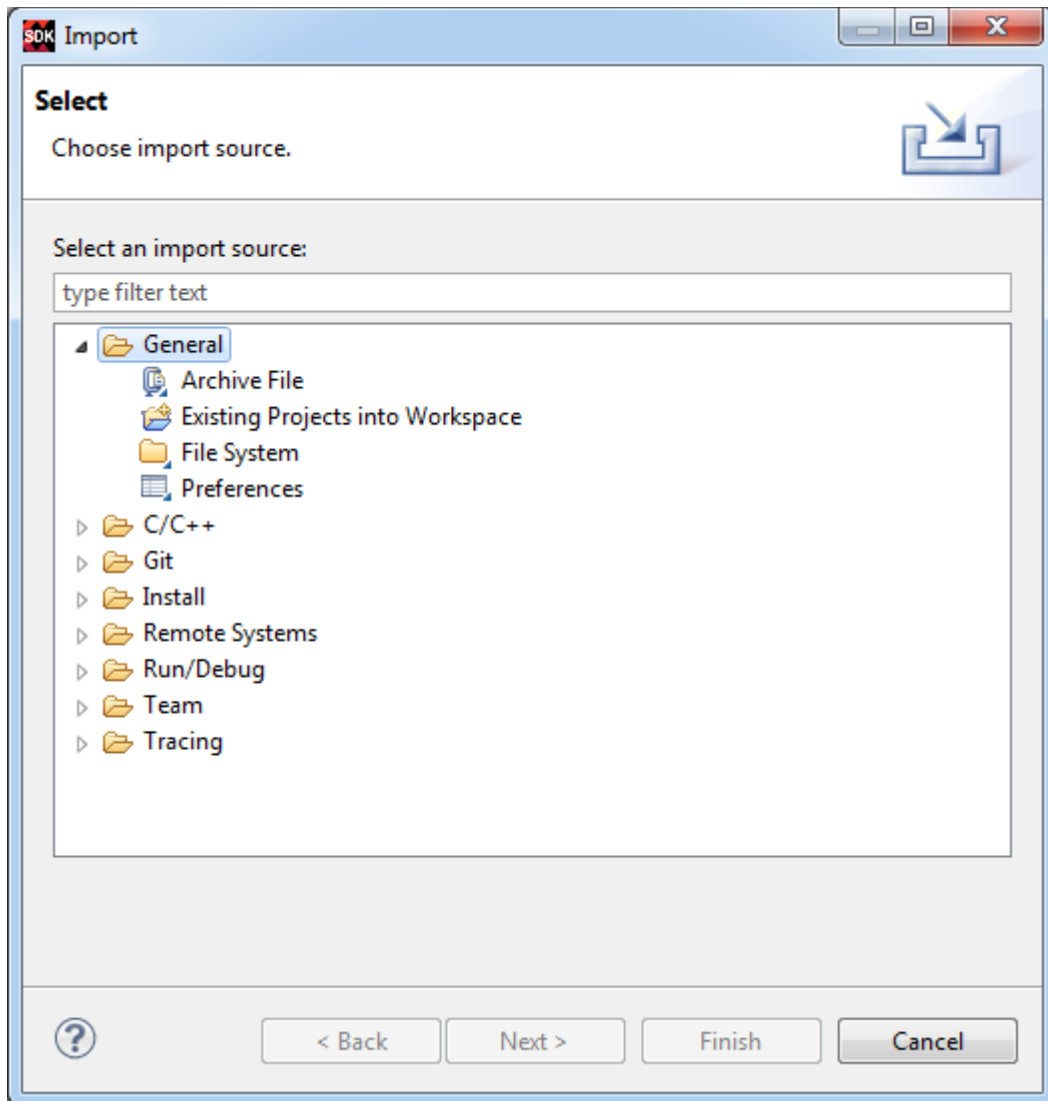 SDK Import
Select
Choose import source.
Select an import source:
type filter text
General
Archive File
Existing Projects into Workspace
File System
Preferences
C/C++
Git
Install
Remote Systems
Run/Debug
Team
Tracing
? < Back Next > Finish Cancel